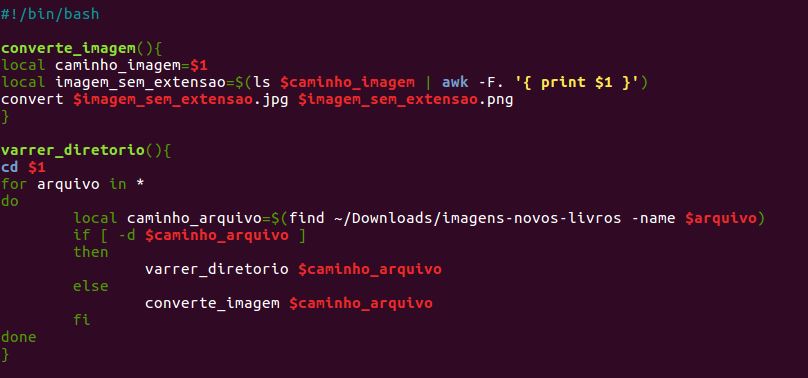 #!/bin/bash

converte_imagem(){
local caminho_imagem=$1
local imagem_sem_extensao=$(ls $caminho_imagem | awk -F. '{ print $1 }')
convert $imagem_sem_extensao.jpg $imagem_sem_extensao.png
}

varrer_diretorio(){
cd $1
for arquivo in *
do
        local caminho_arquivo=$(find ~/Downloads/imagens-novos-livros -name $arquivo)
        if [ -d $caminho_arquivo ]
        then
                varrer_diretorio $caminho_arquivo
        else
                converte_imagem $caminho_arquivo
        fi
done
}